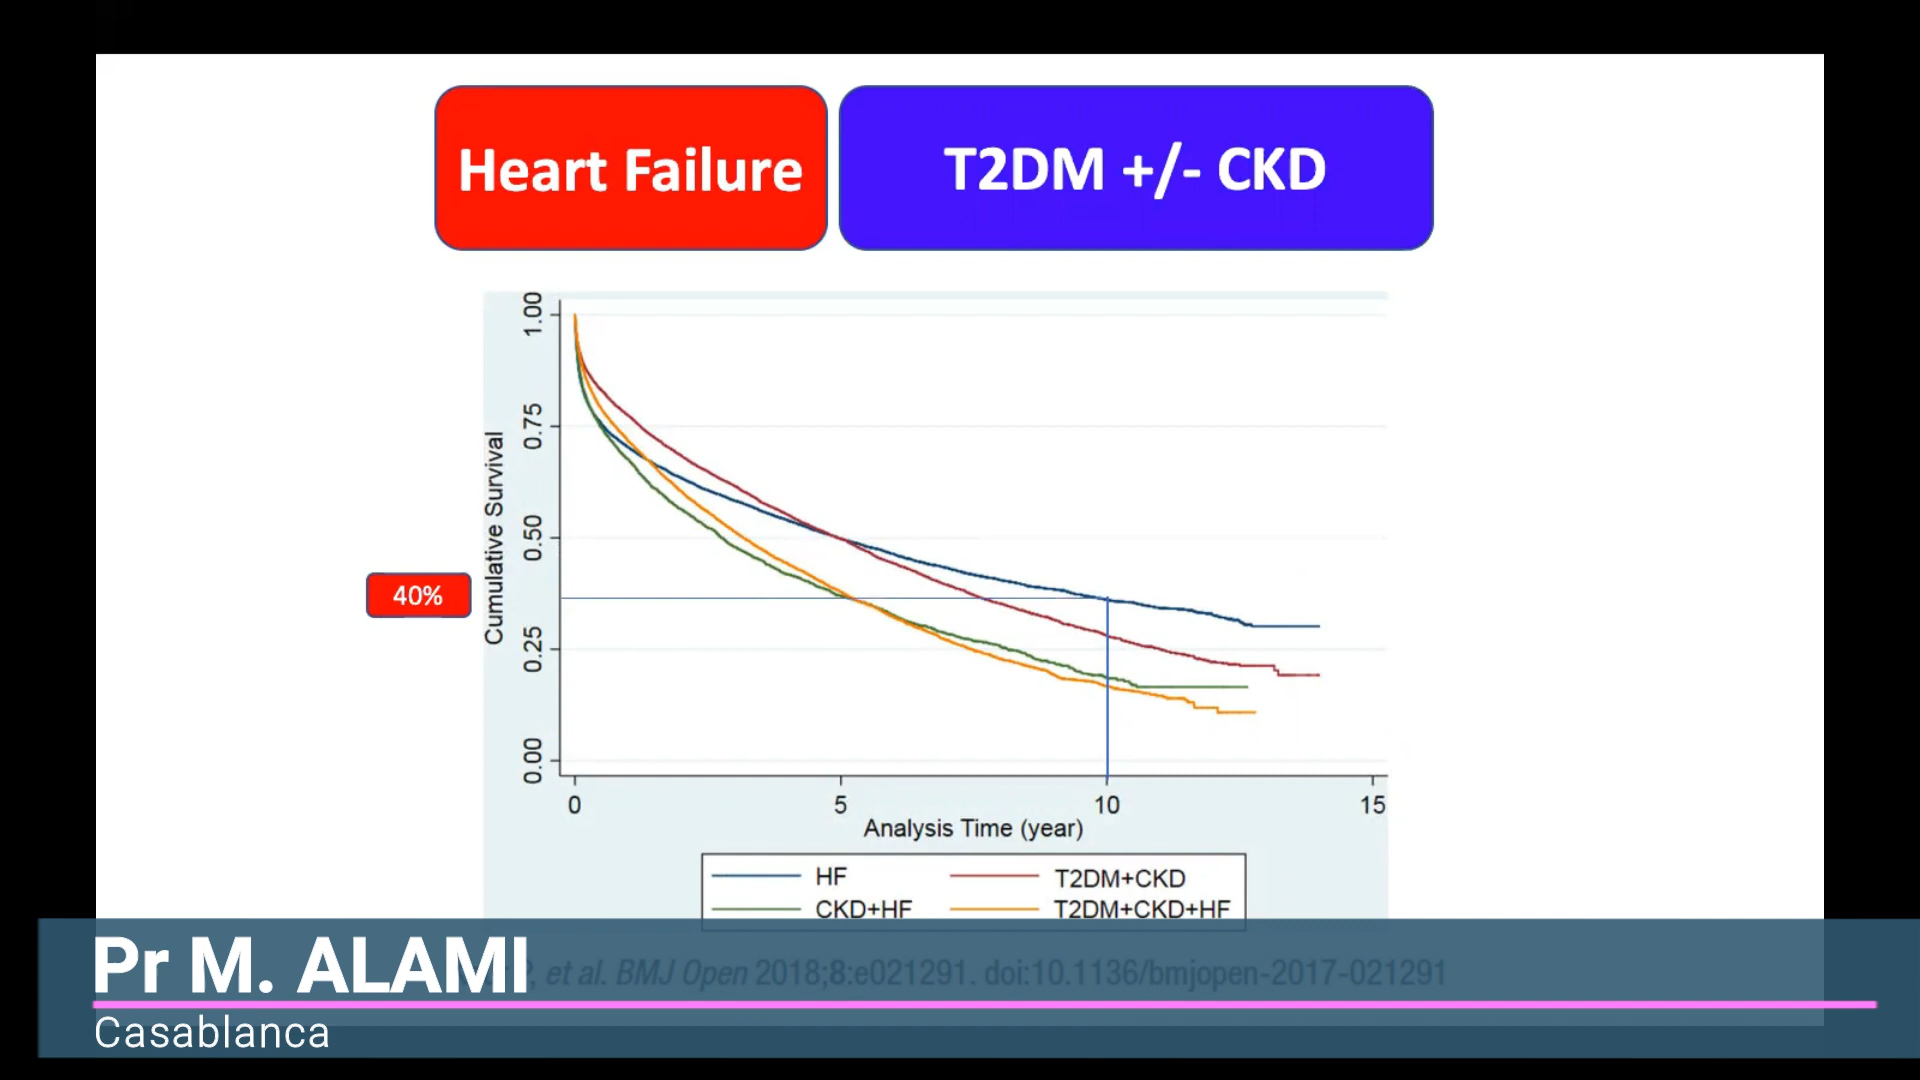 Heart Failure
T2DM +/- CKD
1.00
0.75
0.50
0.25
0.00
Cumulative Survival
40%
0 5 10 15
Analysis Time (year)
HF T2DM+CKD
CKD+HF T2DM+CKD+HF
et al. BMJ Open 2018;8:e021291. doi:10.1136/bmjopen-2017-021291
Pr M. ALAMI
Casablanca